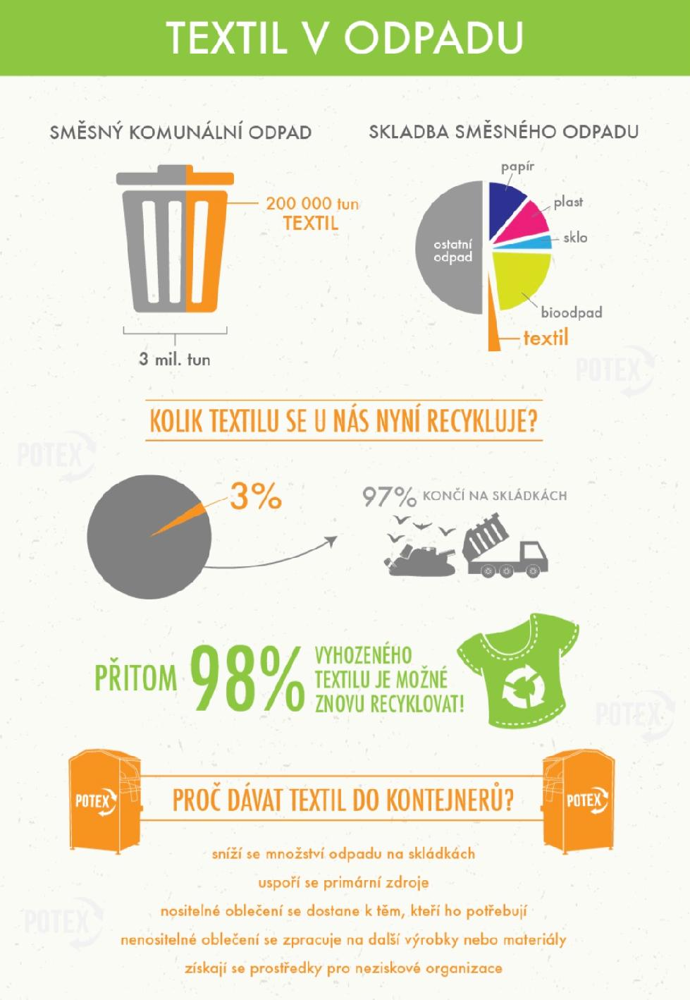 TEXTIL V ODPADU
SMĚSNÝ KOMUNÁLNÍ ODPAD
200 000 tun
TEXTIL
3 mil. tun
SKLADBA SMĚSNÉHO ODPADU
papír
plast
sklo
ostatní
odpad
bioodpad
textil
POTEX
KOLIK TEXTILU SE U NÁS NYNÍ RECYKLUJE?
POTEX
3%
97% KONČÍ NA SKLÁDKÁCH
PŘITOM 98% VYHOZENÉHO
TEXTILU JE MOŽNÉ
ZNOVU RECYKLOVAT!
POTEX
POTEX
PROČ DÁVAT TEXTIL DO KONTEJNERŮ?
POTEX
sníží se množství odpadu na skládkách
uspoří se primární zdroje
nositelné oblečení se dostane k těm, kteří ho potřebují
POTEX
nenositelné oblečení se zpracuje na další výrobky nebo materiály
získají se prostředky pro neziskové organizace